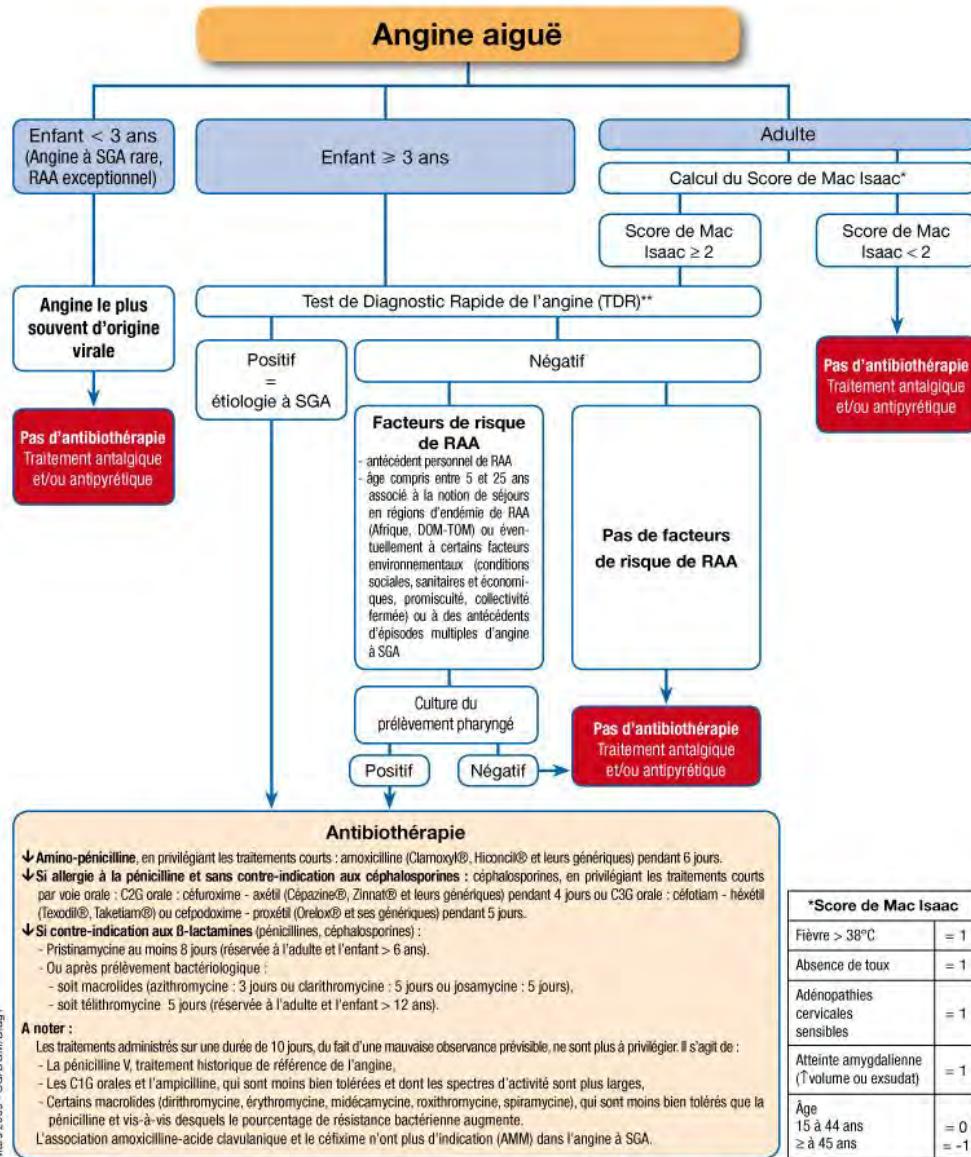 Angine aiguë
Enfant < 3 ans
(Angine à SGA rare,
RAA exceptionnel)
Enfant ≥ 3 ans
Adulte
Calcul du Score de Mac Isaac*
Score de Mac
Isaac ≥ 2
Score de Mac
Isaac < 2
Angine le plus
souvent d'origine
virale
Test de Diagnostic Rapide de l'angine (TDR)**
Positif
=
étiologie à SGA
Négatif
Pas d'antibiothérapie
Traitement antalgique
et/ou antipyrétique
Pas d'antibiothérapie
Traitement antalgique
et/ou antipyrétique
Facteurs de risque
de RAA
- antécédent personnel de RAA
- âge compris entre 5 et 25 ans
associé à la notion de séjours
en régions d'endémie de RAA
(Afrique, DOM-TOM) ou éven-
tuellement à certains facteurs
environnementaux (conditions
sociales, sanitaires et économi-
ques, promiscuité, collectivité
fermée) ou à des antécédents
d'épisodes multiples d'angine
à SGA
Pas de facteurs
de risque de RAA
Culture du
prélèvement pharyngé
Positif
Négatif
Pas d'antibiothérapie
Traitement antalgique
et/ou antipyrétique
Antibiothérapie
↓ Amino-pénicilline, en privilégiant les traitements courts : amoxicilline (Clamoxyl®, Hiconcil® et leurs génériques) pendant 6 jours.
↓ Si allergie à la pénicilline et sans contre-indication aux céphalosporines : céphalosporines, en privilégiant les traitements courts
par voie orale : C2G orale : céfuroxime - axétil (Cépazine®, Zinnat® et leurs génériques) pendant 4 jours ou C3G orale : céfotiam - héxétil
(Texodil®, Taketiam®) ou cefpodoxime - proxétil (Orelox® et ses génériques) pendant 5 jours.
↓ Si contre-indication aux ß-lactamines (pénicillines, céphalosporines) :
- Pristinamycine au moins 8 jours (réservée à l'adulte et l'enfant > 6 ans).
- Ou après prélèvement bactériologique :
- soit macrolides (azithromycine : 3 jours ou clarithromycine : 5 jours ou josamycine : 5 jours),
- soit télithromycine 5 jours (réservée à l'adulte et l'enfant > 12 ans).
A noter :
Les traitements administrés sur une durée de 10 jours, du fait d'une mauvaise observance prévisible, ne sont plus à privilégier. Il s'agit de :
- La pénicilline V, traitement historique de référence de l'angine,
- Les C1G orales et l'ampicilline, qui sont moins bien tolérées et dont les spectres d'activité sont plus larges,
- Certains macrolides (dirithromycine, érythromycine, midécamycine, roxithromycine, spiramycine), qui sont moins bien tolérés que la
pénicilline et vis-à-vis desquels le pourcentage de résistance bactérienne augmente.
L'association amoxicilline-acide clavulanique et le céfixime n'ont plus d'indication (AMM) dans l'angine à SGA.
*Score de Mac Isaac
Fièvre > 38°C = 1
Absence de toux = 1
Adénopathies
cervicales = 1
sensibles
Atteinte amygdalienne = 1
(↑volume ou exsudat)
Âge
15 à 44 ans = 0
≥ à 45 ans = -1